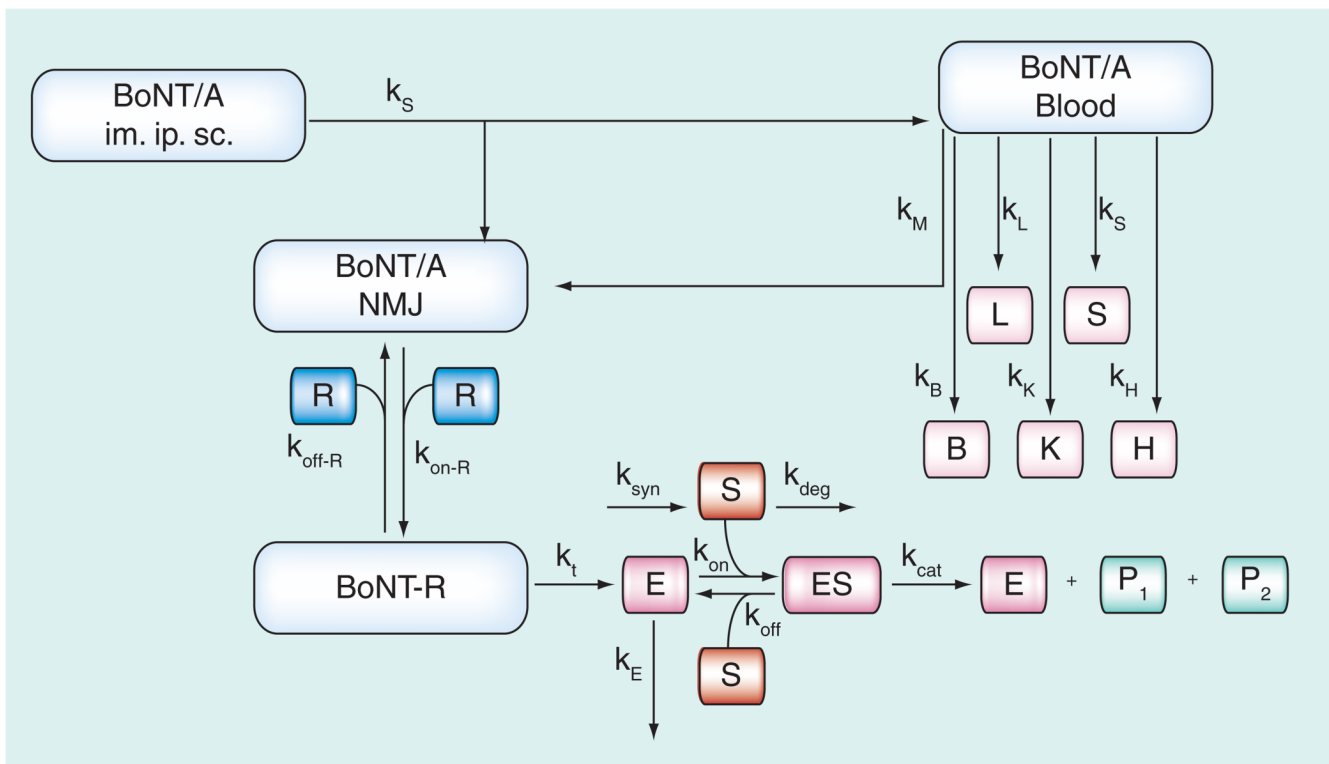 BoNT/A
im. ip. sc.
k_S
BoNT/A
Blood
k_M
k_L
k_S
BoNT/A
NMJ
L
S
k_B
k_K
k_H
R
R
k_off-R
k_on-R
B
K
H
k_syn
S
k_deg
BoNT-R
k_t
E
k_on
ES
k_cat
E
+
P_1
+
P_2
k_off
k_E
S